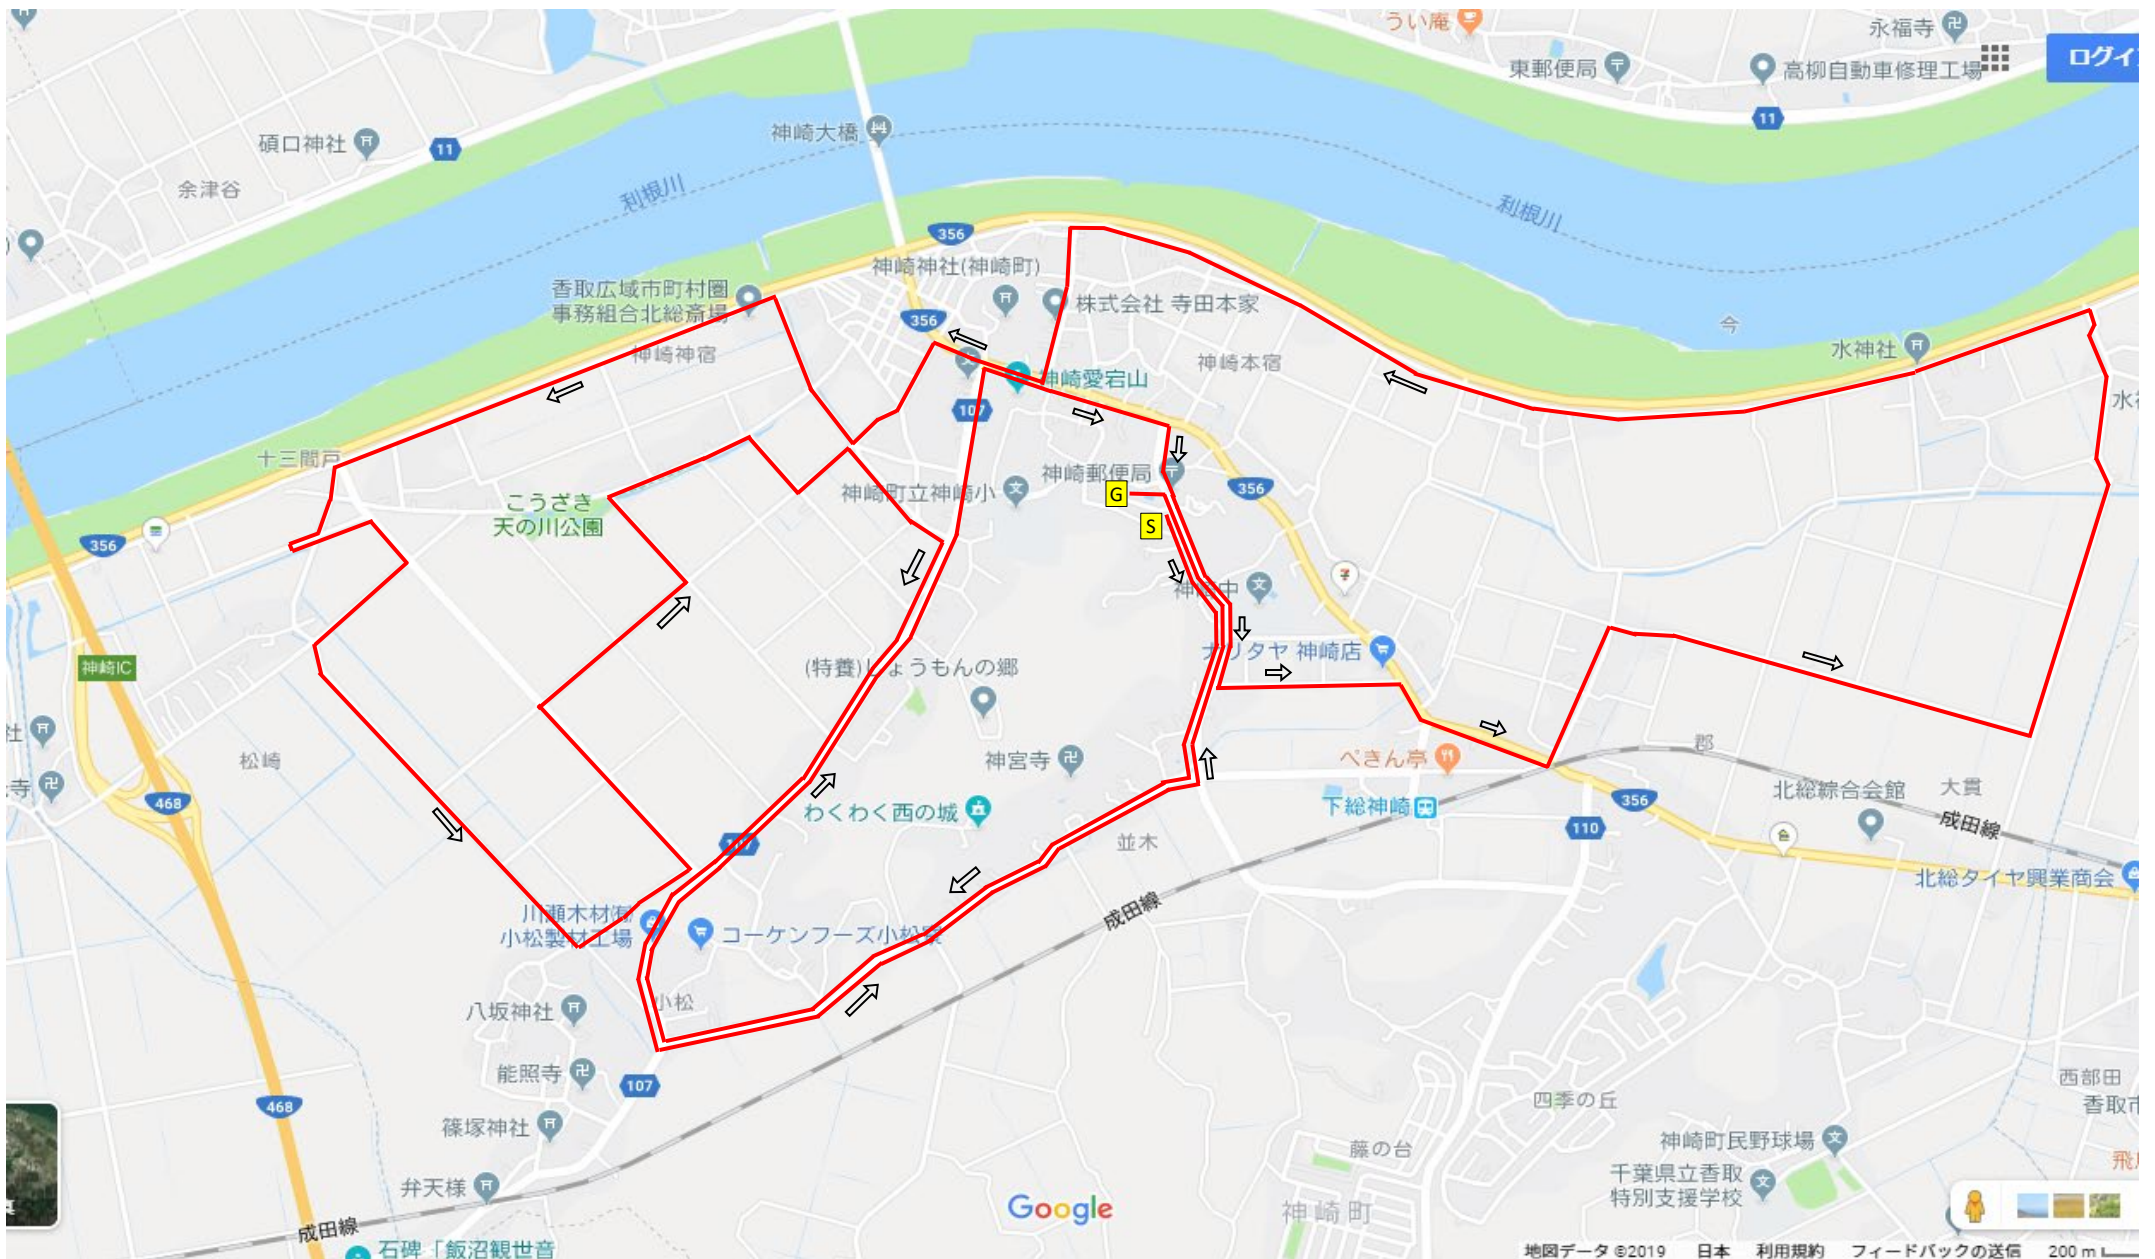 うい庵
永福寺
ログイ
東郵便局
高柳自動車修理工場
11
神崎大橋
碩口神社
11
余津谷
利根川
利根川
356
神崎神社(神崎町)
香取広域市町村圏
事務組合北総斎場
株式会社 寺田本家
356
今
水神社
神崎神宿
神崎本宿
神崎愛宕山
107
水神
十三間戸
神崎郵便局
神崎町立神崎小
356
G
こうざき
天の川公園
S
356
神崎中
ナリタヤ 神崎店
神崎IC
(特養)じょうもんの郷
社
松崎
神宮寺
ぺきん亭
郡
寺
468
わくわく西の城
下総神崎
356
北総綜合会館
大貫
並木
110
成田線
北総タイヤ興業商会
成田線
川瀬木材㈲
小松製材工場
コーケンフーズ小松
小松
八坂神社
能照寺
107
468
四季の丘
西部田
香取市
篠塚神社
藤の台
神崎町民野球場
千葉県立香取
特別支援学校
飛
弁天様
Google
神崎町
成田線
石碑「飯沼観世音
地図データ ©2019 日本 利用規約 フィードバックの送信 200 m